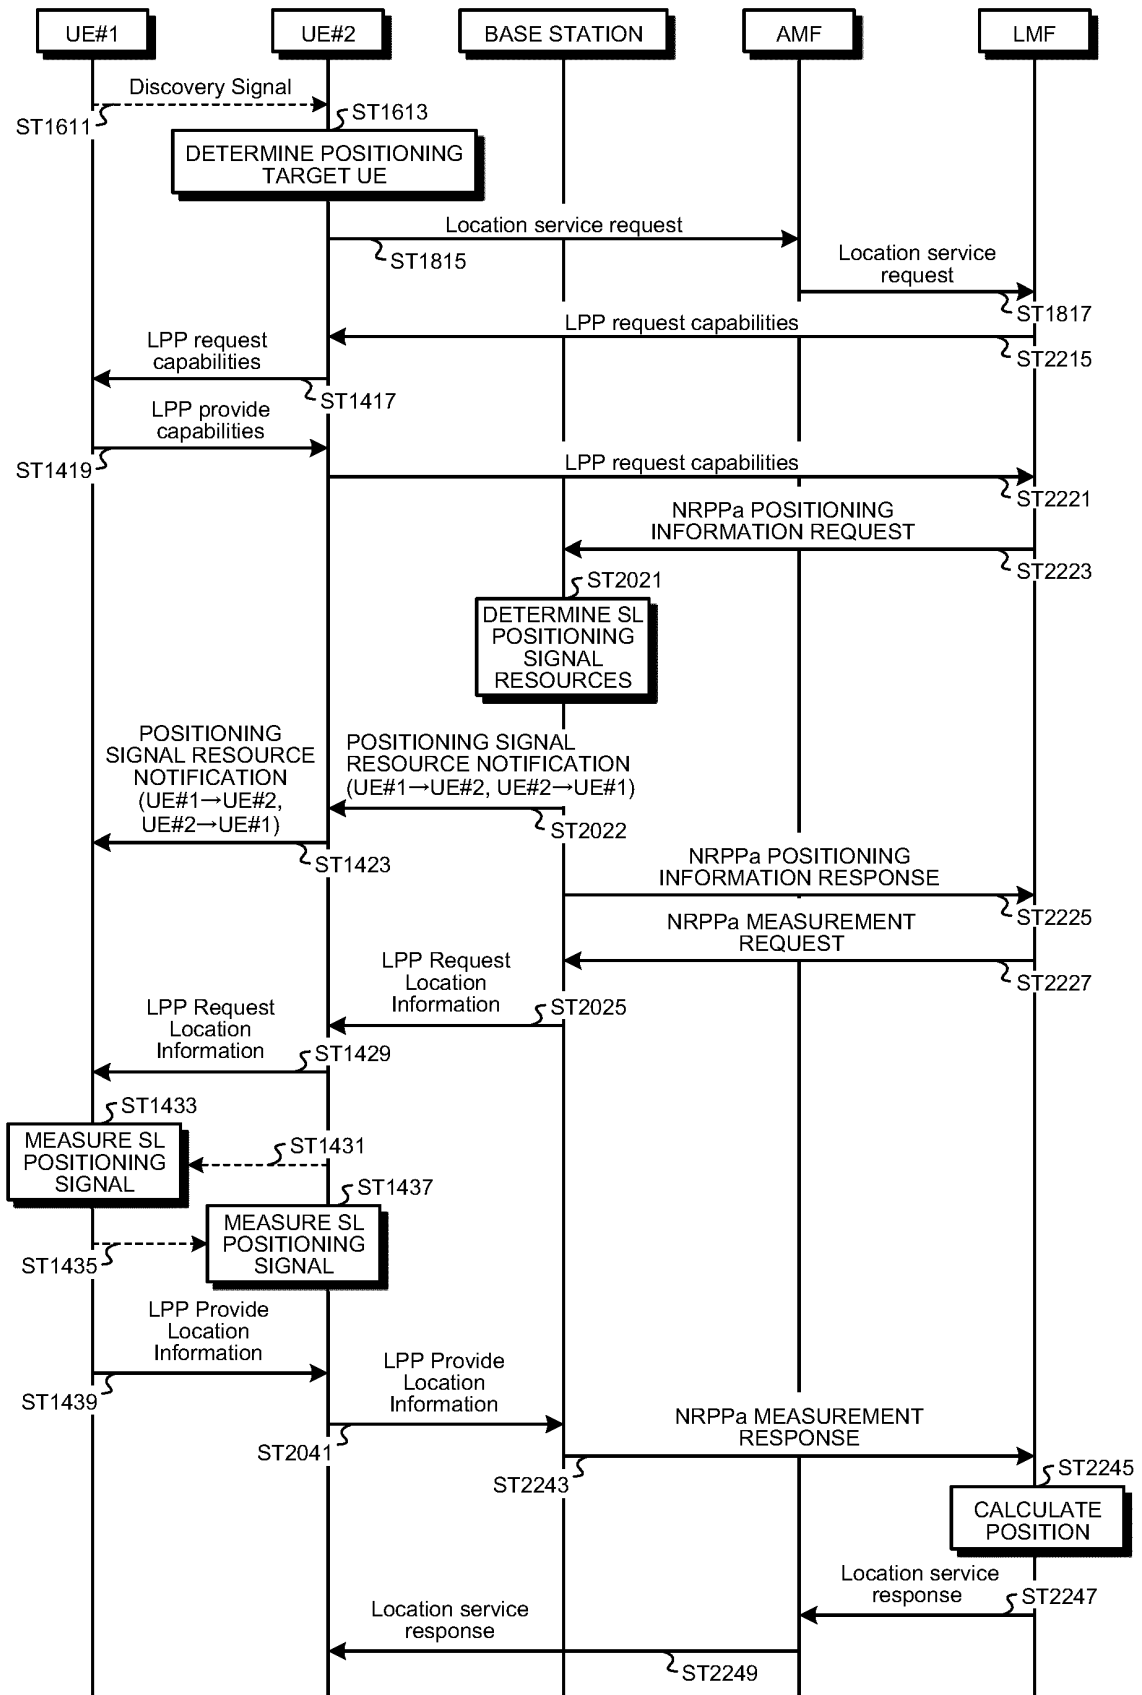 UE#1
UE#2
BASE STATION
AMF
LMF
Discovery Signal
ST1611
ST1613
DETERMINE POSITIONING
TARGET UE
Location service request
ST1815
Location service
request
ST1817
LPP request capabilities
ST2215
LPP request
capabilities
ST1417
LPP provide
capabilities
ST1419
LPP request capabilities
ST2221
NRPPa POSITIONING
INFORMATION REQUEST
ST2223
ST2021
DETERMINE SL
POSITIONING
SIGNAL
RESOURCES
POSITIONING SIGNAL
RESOURCE NOTIFICATION
(UE#1→UE#2, UE#2→UE#1)
ST2022
POSITIONING
SIGNAL RESOURCE
NOTIFICATION
(UE#1→UE#2,
UE#2→UE#1)
ST1423
NRPPa POSITIONING
INFORMATION RESPONSE
ST2225
NRPPa MEASUREMENT
REQUEST
ST2227
LPP Request
Location
Information
ST2025
LPP Request
Location
Information
ST1429
ST1433
MEASURE SL
POSITIONING
SIGNAL
ST1431
ST1437
MEASURE SL
POSITIONING
SIGNAL
ST1435
LPP Provide
Location
Information
ST1439
LPP Provide
Location
Information
ST2041
NRPPa MEASUREMENT
RESPONSE
ST2243
ST2245
CALCULATE
POSITION
Location service
response
ST2247
Location service
response
ST2249